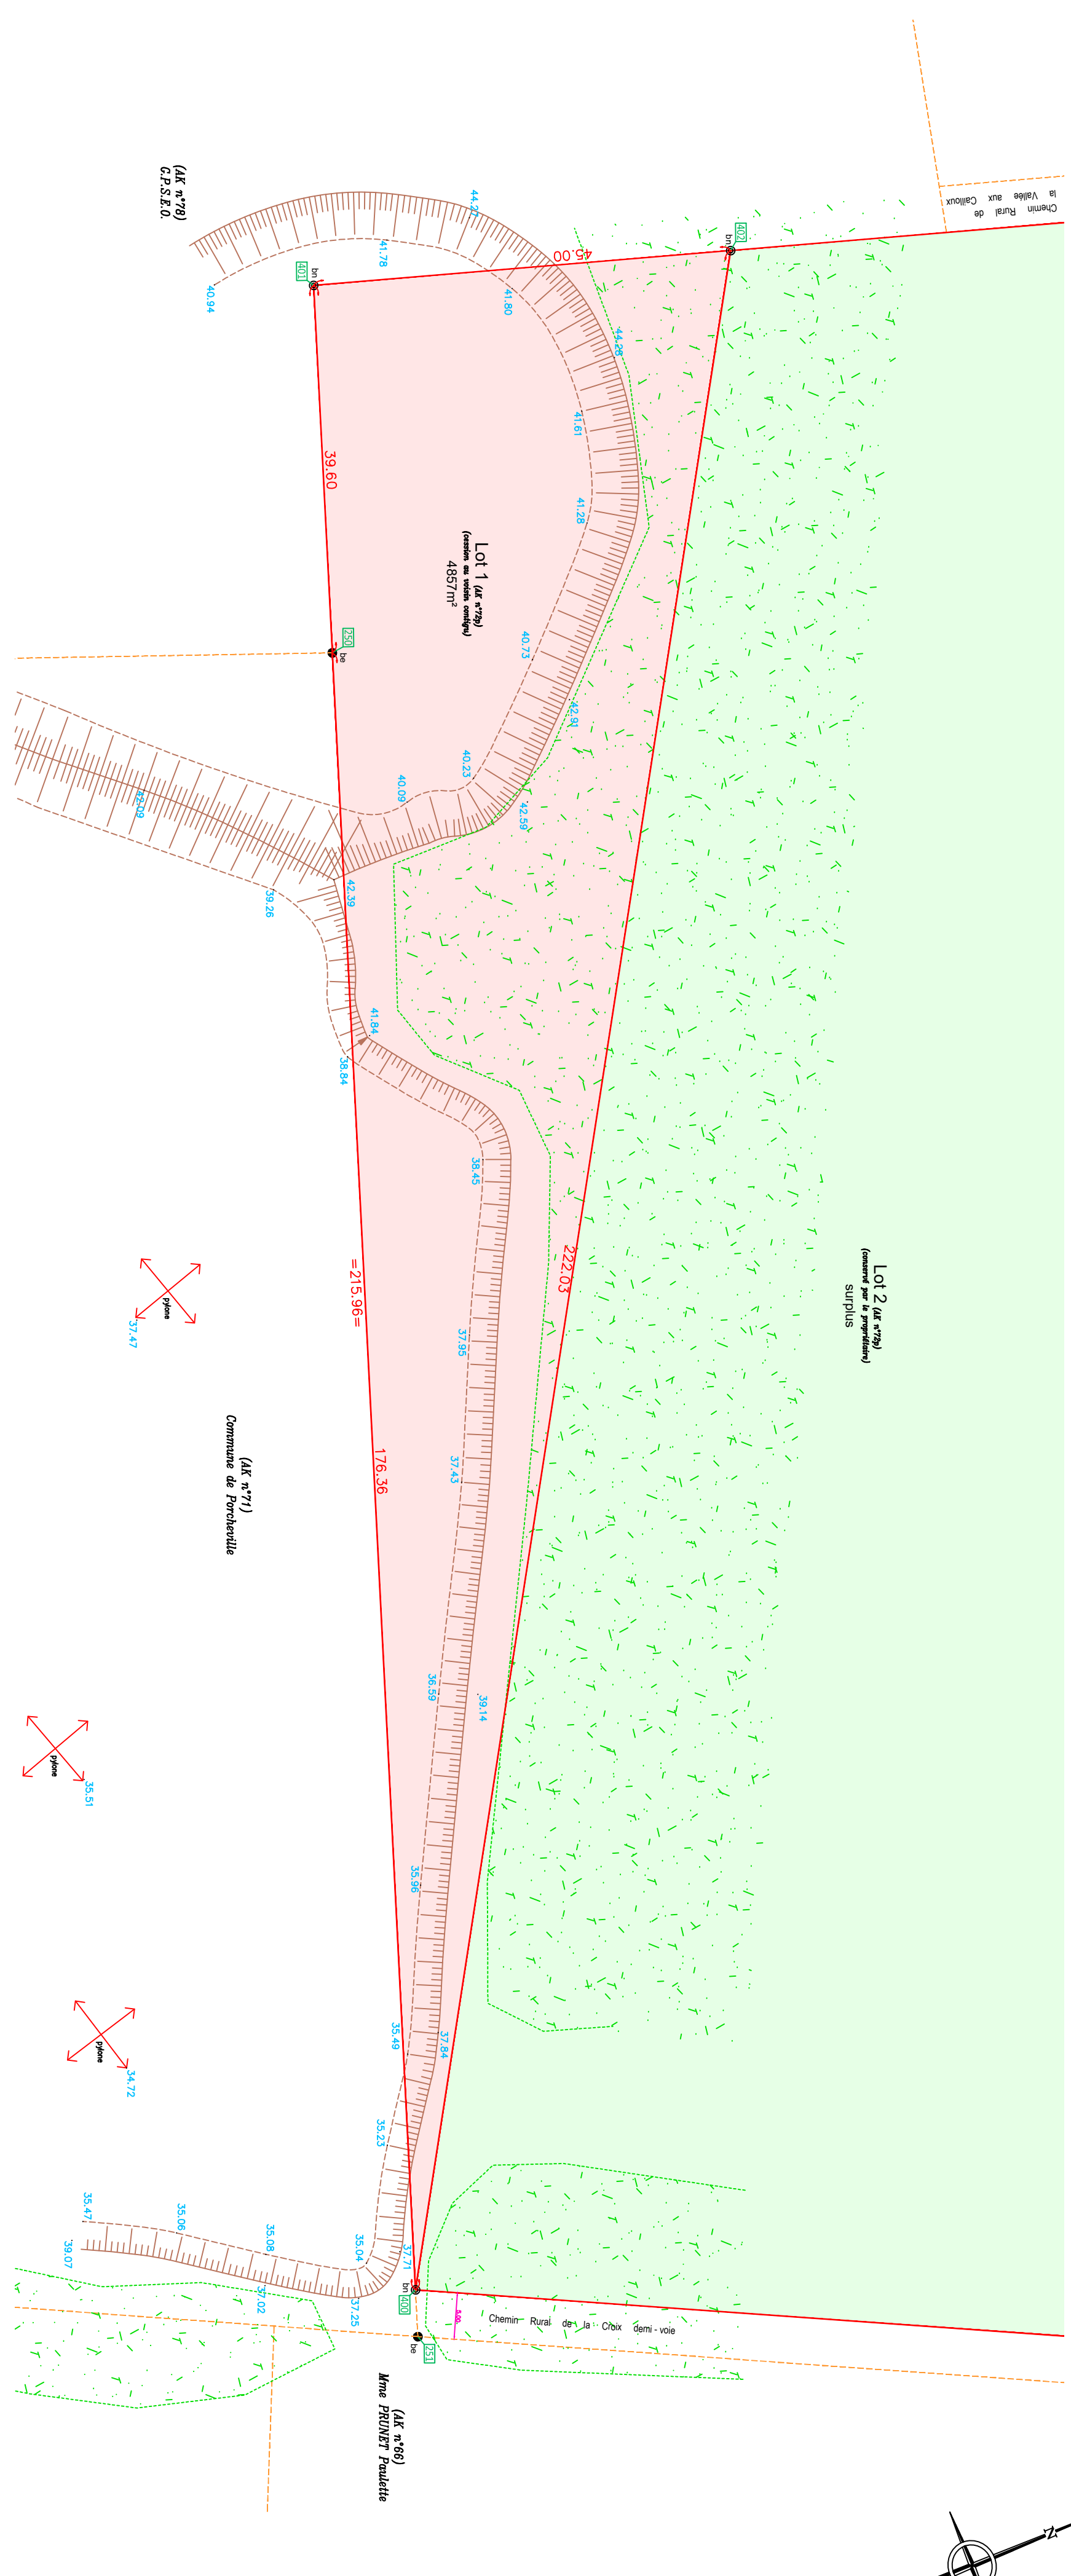 Chemin Rural de
la Vallée aux Cailloux
(AK n°78)
G.P.S.E.O.
44.27
41.78
40.94
402
bn
45.00
401
bn
41.80
44.28
41.61
39.60
41.28
Lot 1 (AK n°72p)
(cession au voisin contigu)
4857m²
250
be
40.73
42.91
40.23
40.09
42.59
42.09
42.39
39.26
41.84
38.84
38.45
222.03
=215.96=
Lot 2 (AK n°72p)
(conservé par le propriétaire)
surplus
pylone
37.47
37.95
37.43
176.36
(AK n°71)
Commune de Porcheville
36.59
39.14
pylone
35.51
35.96
35.49
37.84
pylone
34.72
35.23
35.47
35.06
35.08
35.04
37.71
39.07
37.02
37.25
bn
400
5.00
Chemin Rural de la Croix demi-voie
be
251
(AK n°66)
Mme PRUNET Paulette
N